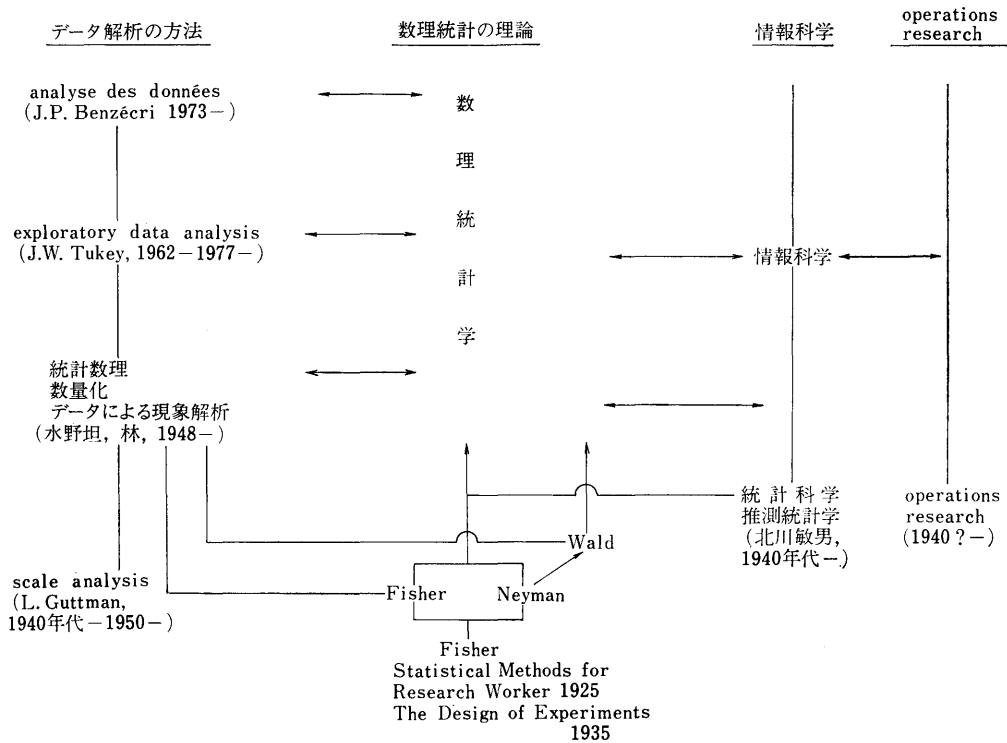 データ解析の方法
数理統計の理論
情報科学
operations
research
analyse des données
(J.P. Benzécri 1973－)
exploratory data analysis
(J.W. Tukey, 1962－1977－)
統計数理
数量化
データによる現象解析
(水野坦, 林, 1948－)
scale analysis
(L. Guttman,
1940年代－1950－)
数
理
統
計
学
Wald
Fisher
Neyman
Fisher
Statistical Methods for
Research Worker 1925
The Design of Experiments
1935
情報科学
統計科学
推測統計学
(北川敏男,
1940年代－)
operations
research
(1940？－)